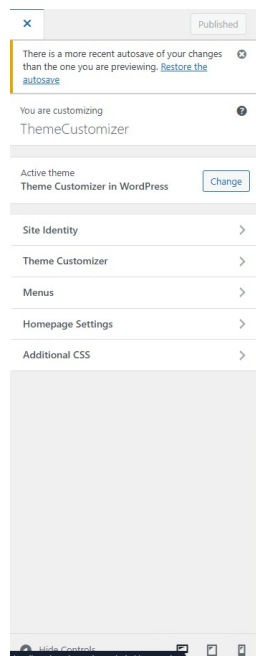 Published
There is a more recent autosave of your changes
than the one you are previewing. Restore the
autosave
You are customizing
ThemeCustomizer
Active theme
Theme Customizer in WordPress
Change
Site Identity
Theme Customizer
Menus
Homepage Settings
Additional CSS
Hide Controls